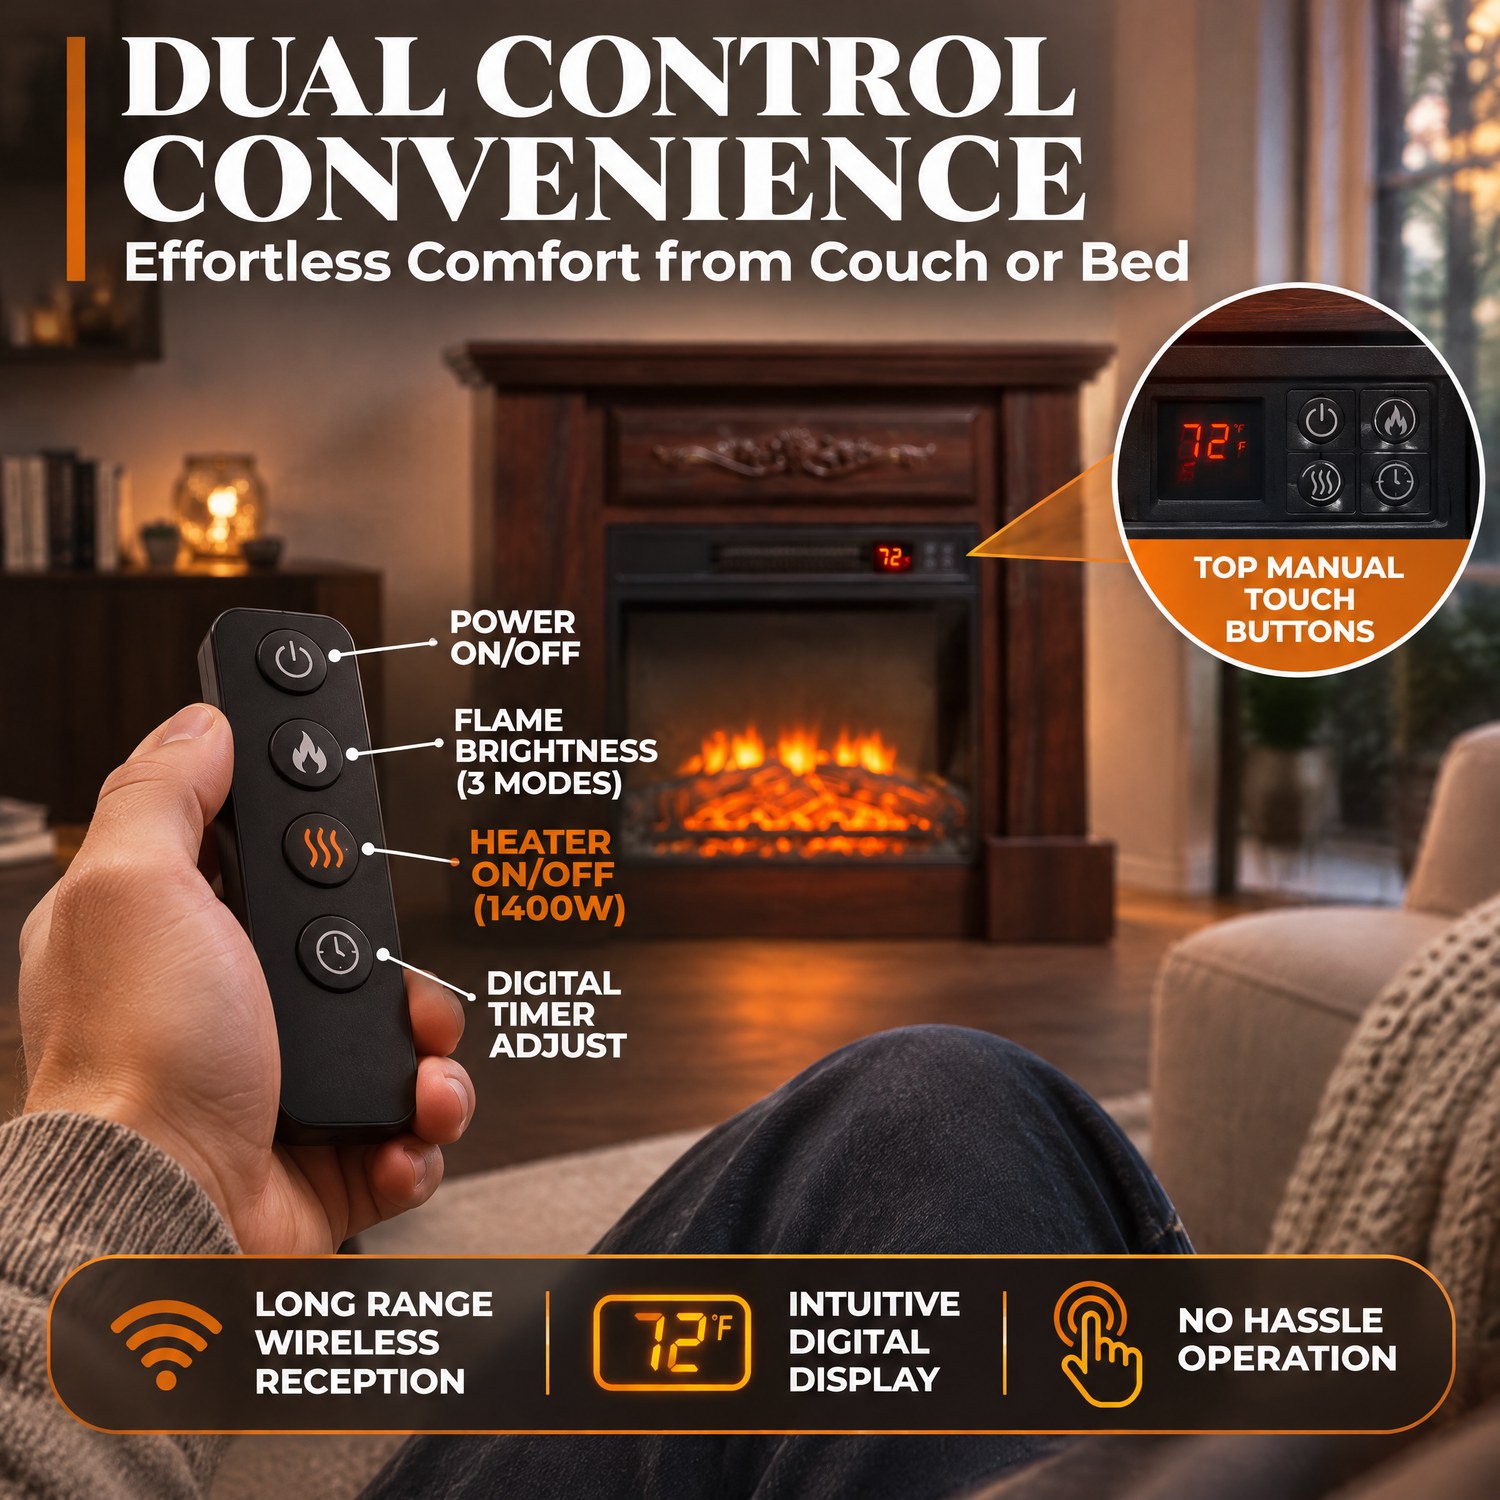 DUAL CONTROL
CONVENIENCE
Effortless Comfort from Couch or Bed
72 °F
F
TOP MANUAL
TOUCH
BUTTONS
72
POWER
ON/OFF
FLAME
BRIGHTNESS
(3 MODES)
HEATER
ON/OFF
(1400W)
DIGITAL
TIMER
ADJUST
LONG RANGE
WIRELESS
RECEPTION
72°F
INTUITIVE
DIGITAL
DISPLAY
NO HASSLE
OPERATION